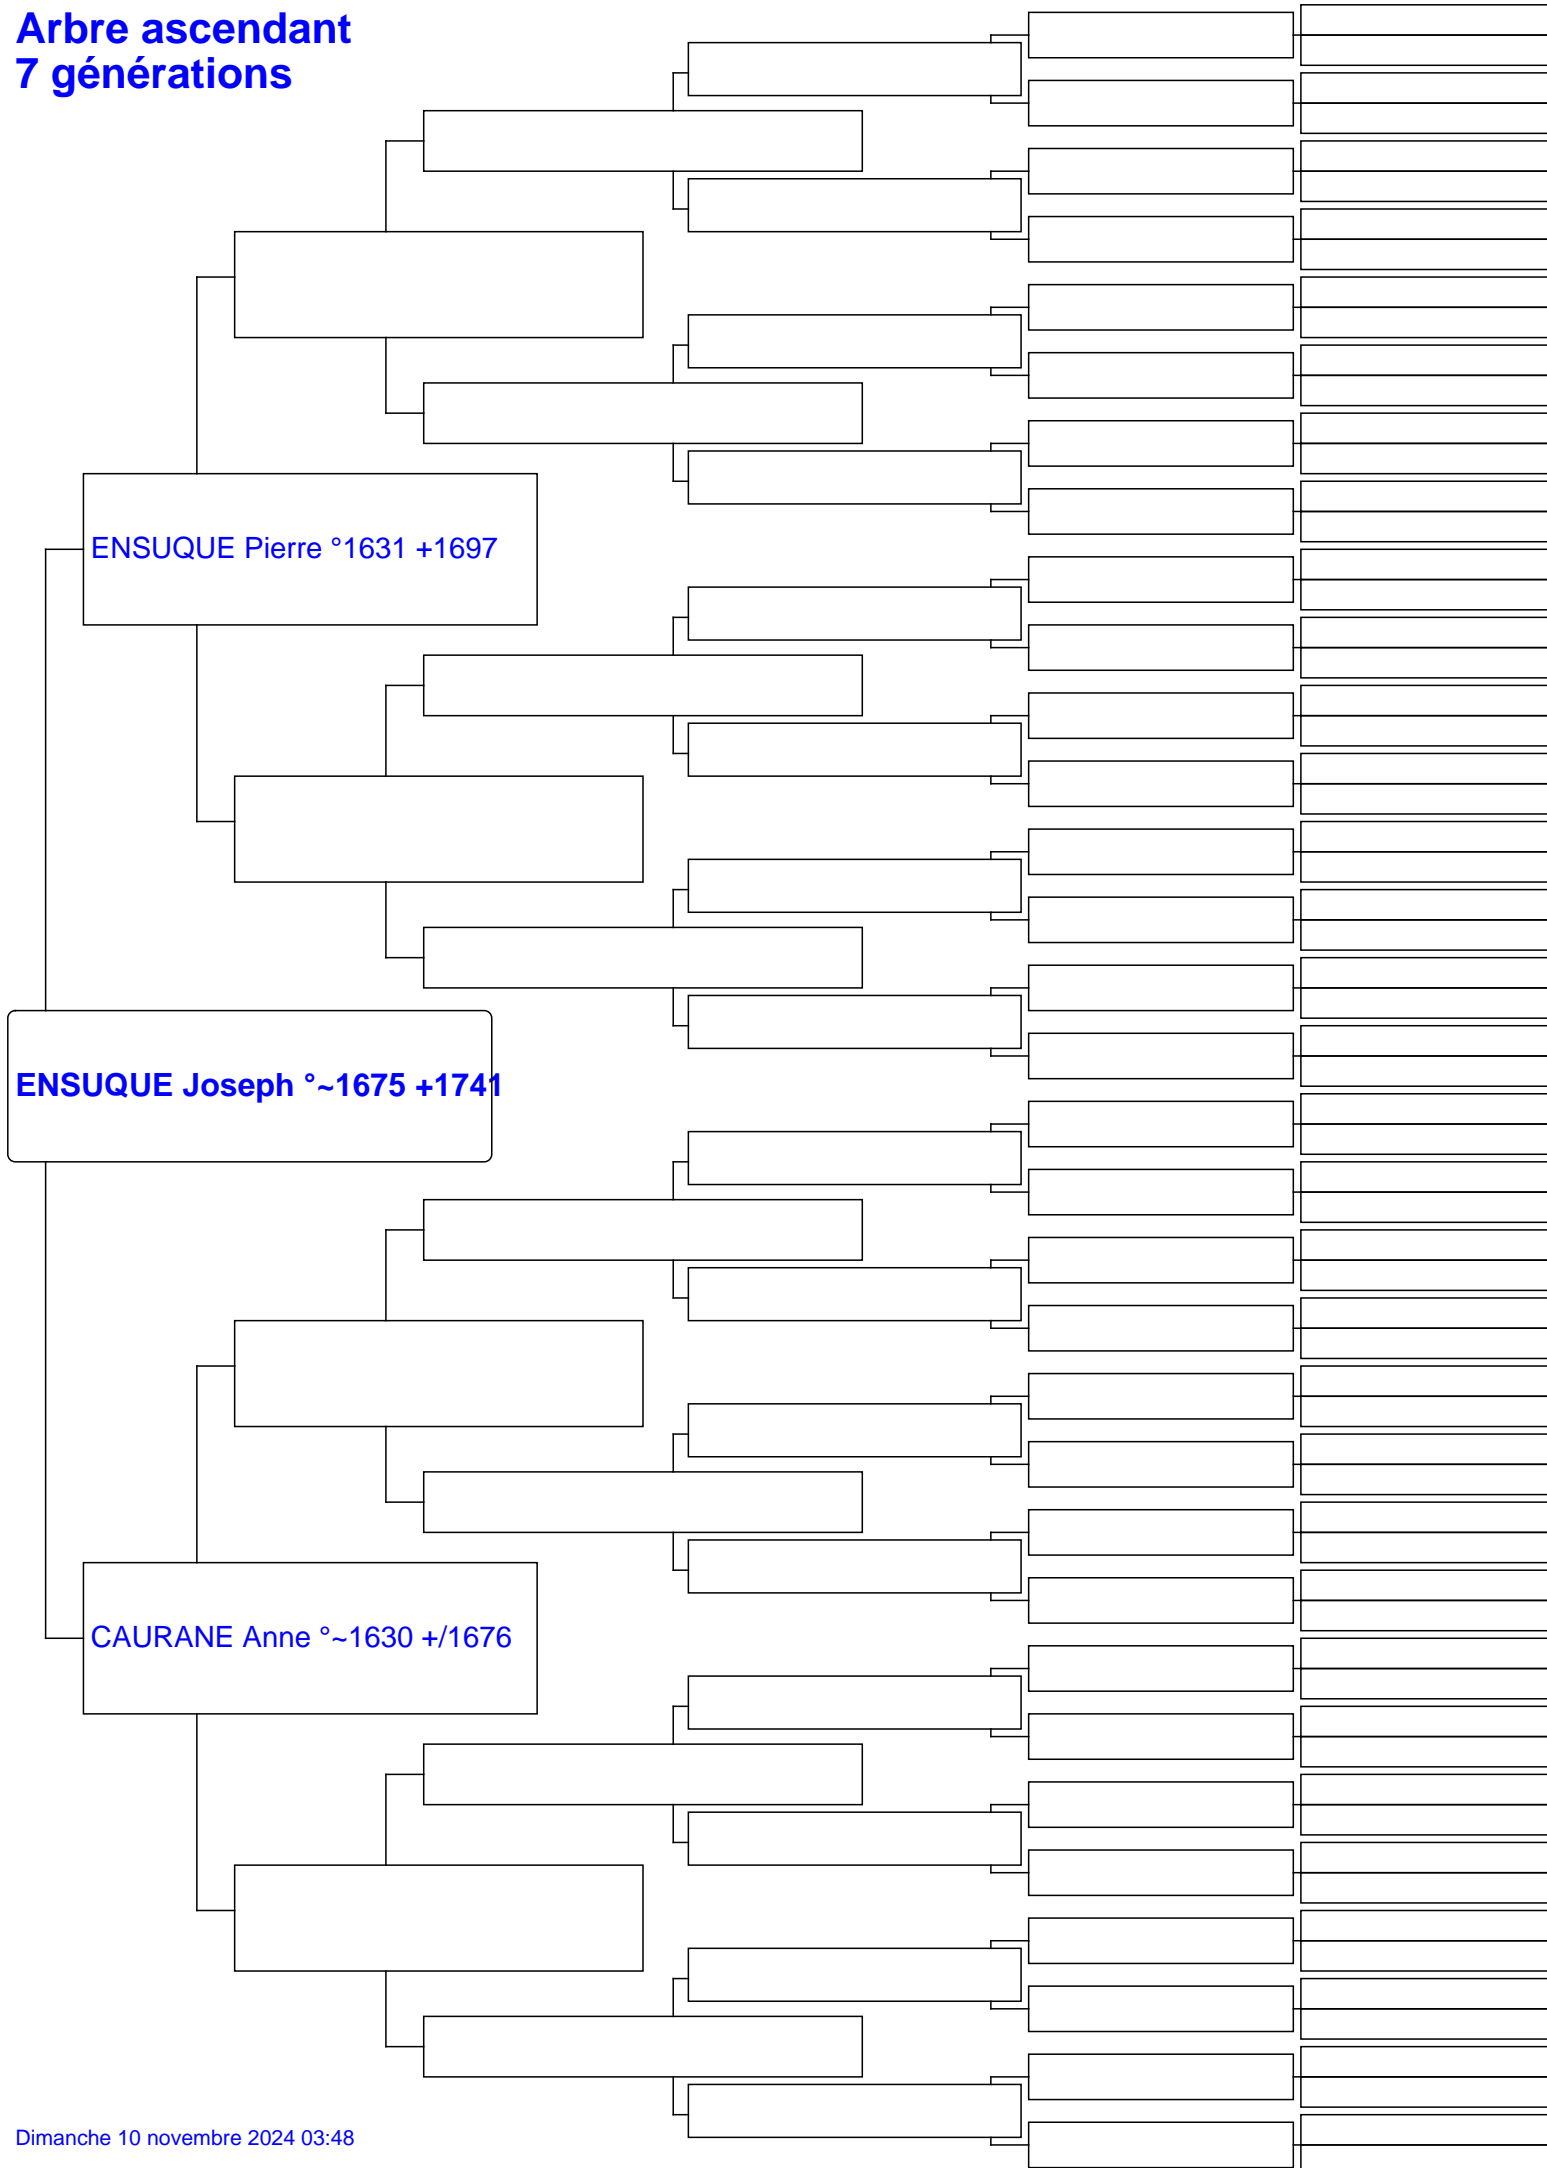 Arbre ascendant
7 générations
ENSUQUE Pierre °1631 +1697
ENSUQUE Joseph °~1675 +1741
CAURANE Anne °~1630 +/1676
Dimanche 10 novembre 2024 03:48